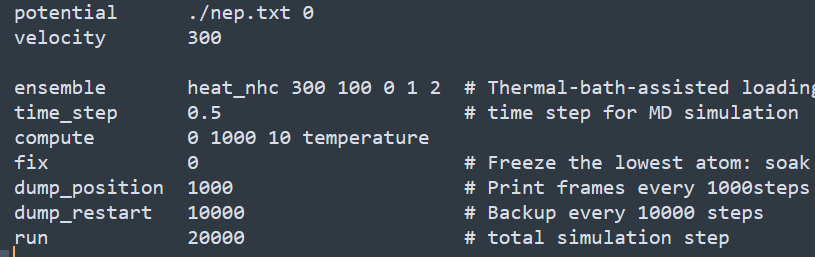 potential ./nep.txt 0
velocity 300
ensemble heat_nhc 300 100 0 1 2 # Thermal-bath-assisted loading
time_step 0.5 # time step for MD simulation
compute 0 1000 10 temperature
fix 0 # Freeze the lowest atom: soak
dump_position 1000 # Print frames every 1000steps
dump_restart 10000 # Backup every 10000 steps
run 20000 # total simulation step